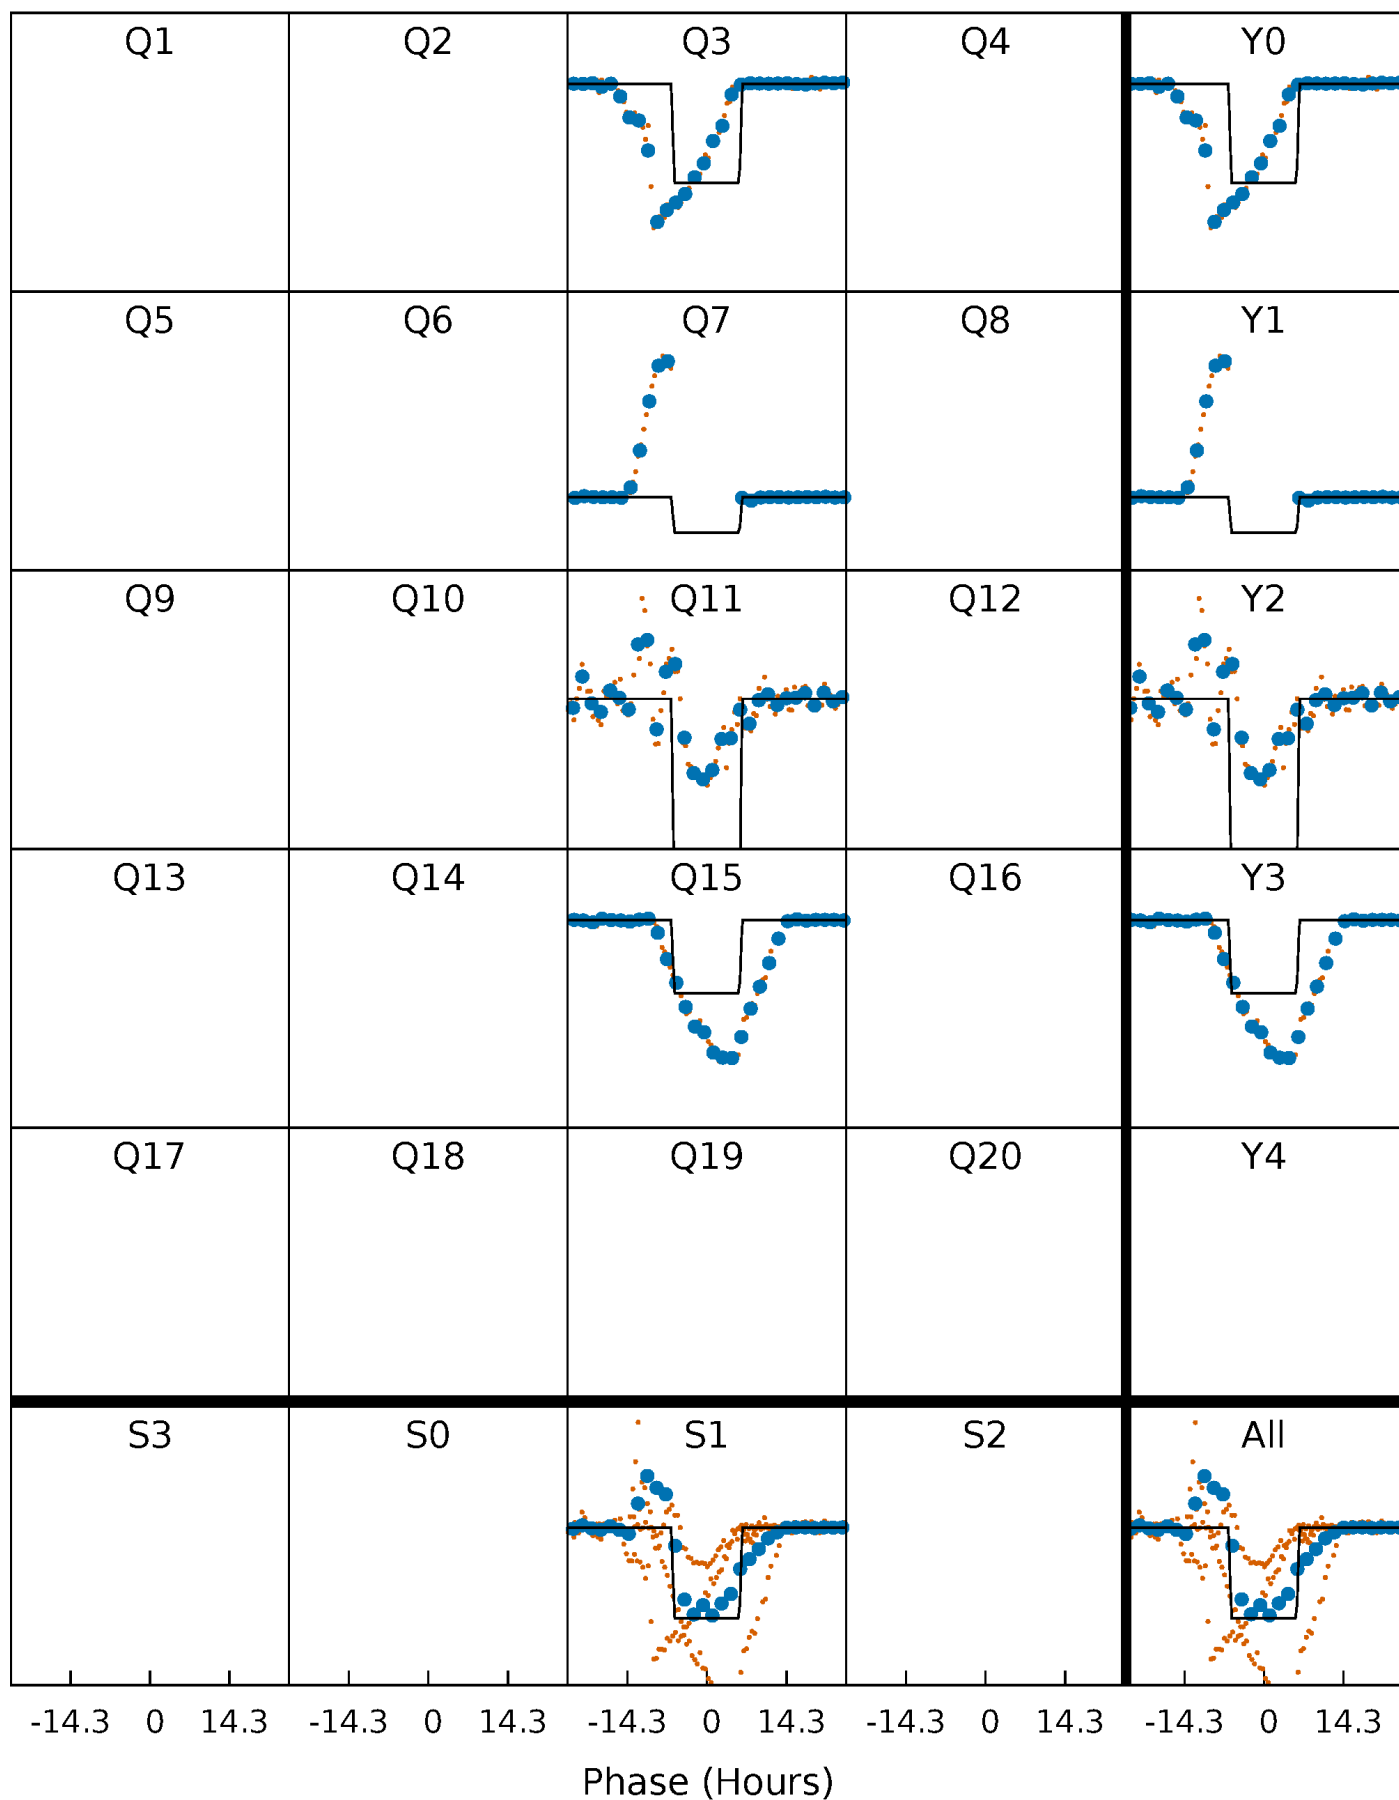 Q1 Q2 Q3 Q4 Y0
Q5 Q6 Q7 Q8 Y1
Q9 Q10 Q11 Q12 Y2
Q13 Q14 Q15 Q16 Y3
Q17 Q18 Q19 Q20 Y4
S3 S0 S1 S2 All
-14.3 0 14.3 -14.3 0 14.3 -14.3 0 14.3 -14.3 0 14.3 -14.3 0 14.3
Phase (Hours)